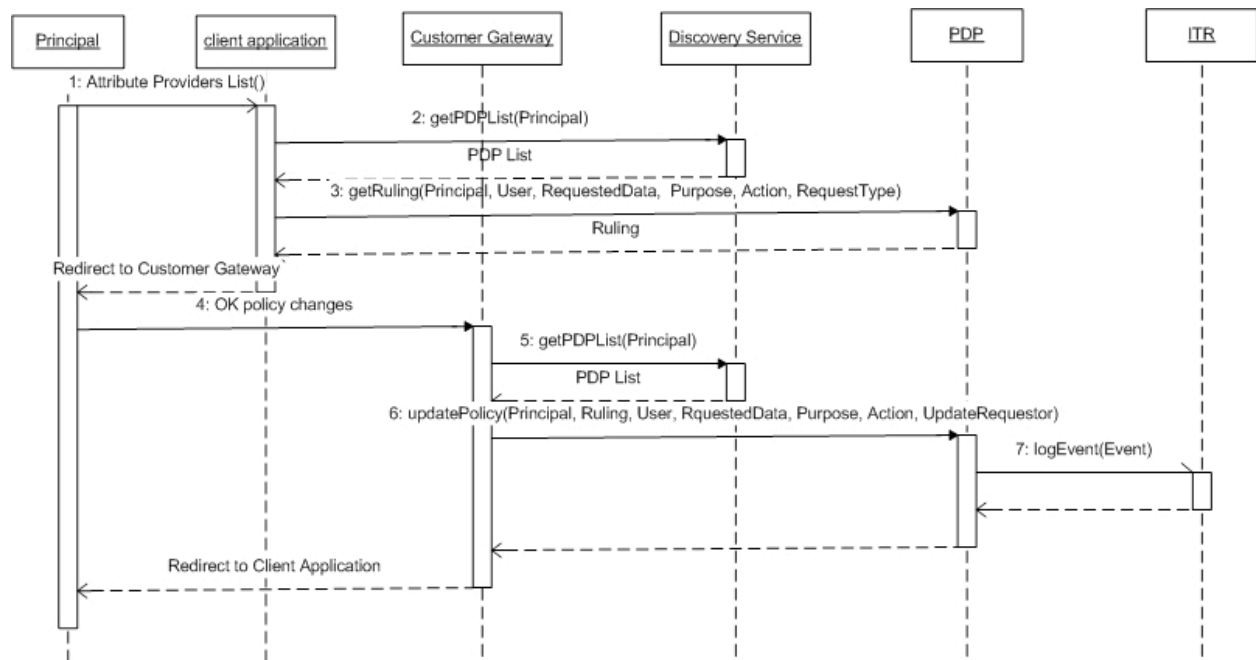 Principal
client application
Customer Gateway
Discovery Service
PDP
ITR
1: Attribute Providers List()
2: getPDPList(Principal)
PDP List
3: getRuling(Principal, User, RequestedData, Purpose, Action, RequestType)
Ruling
Redirect to Customer Gateway
4: OK policy changes
5: getPDPList(Principal)
PDP List
6: updatePolicy(Principal, Ruling, User, RquestedData, Purpose, Action, UpdateRequestor)
7: logEvent(Event)
Redirect to Client Application